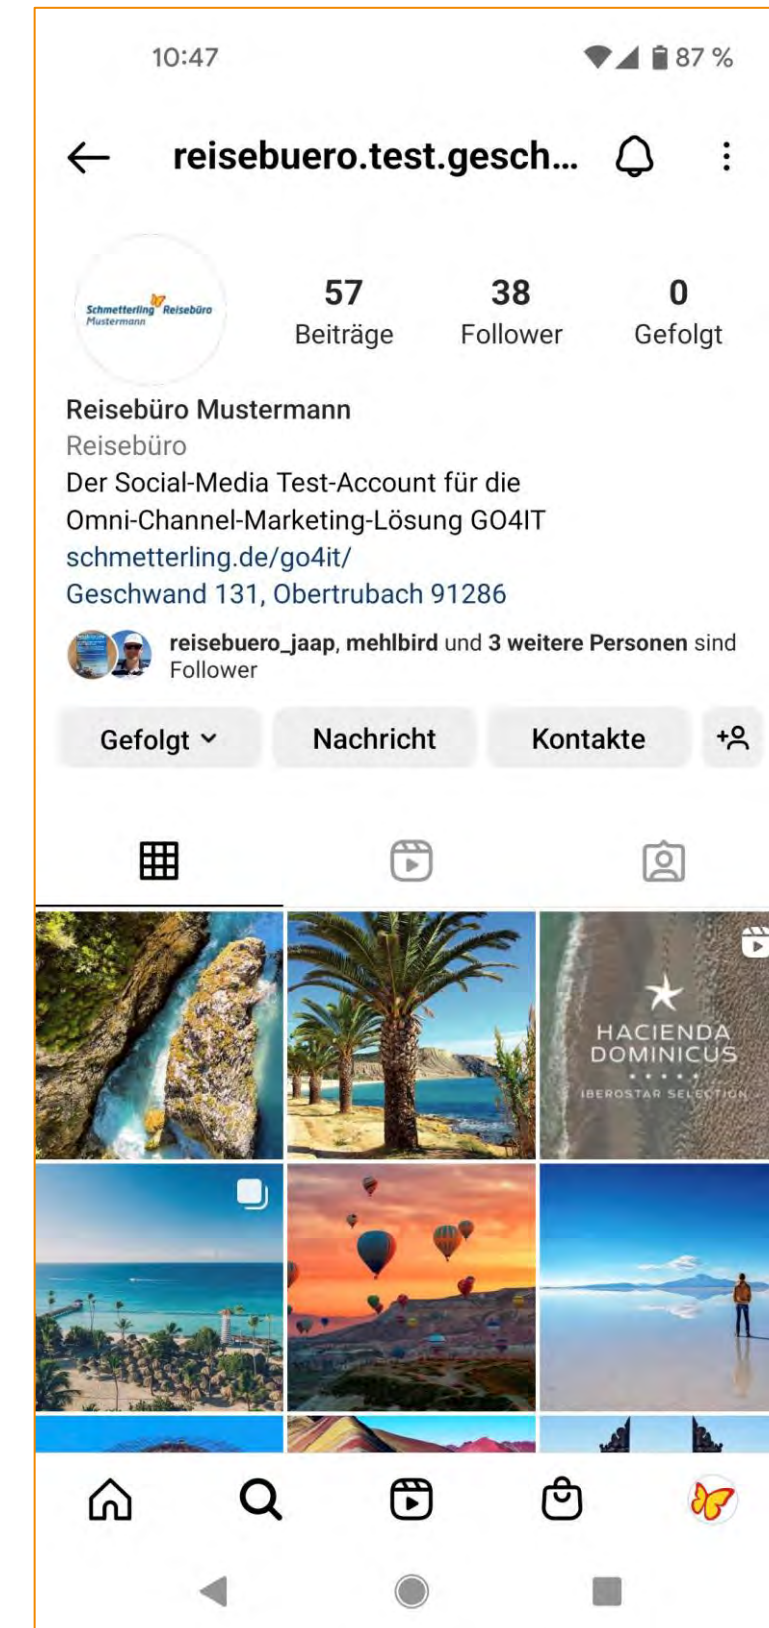 10:47
87 %
reisebuero.test.gesch...
Schmetterling Reisebüro
Mustermann
57
38
0
Beiträge
Follower
Gefolgt
Reisebüro Mustermann
Reisebüro
Der Social-Media Test-Account für die
Omni-Channel-Marketing-Lösung GO4IT
schmetterling.de/go4it/
Geschwand 131, Obertrubach 91286
reisebuero_jaap, mehlbird und 3 weitere Personen sind
Follower
Gefolgt
Nachricht
Kontakte
HACIENDA
DOMINICUS
IBEROSTAR SELECTION